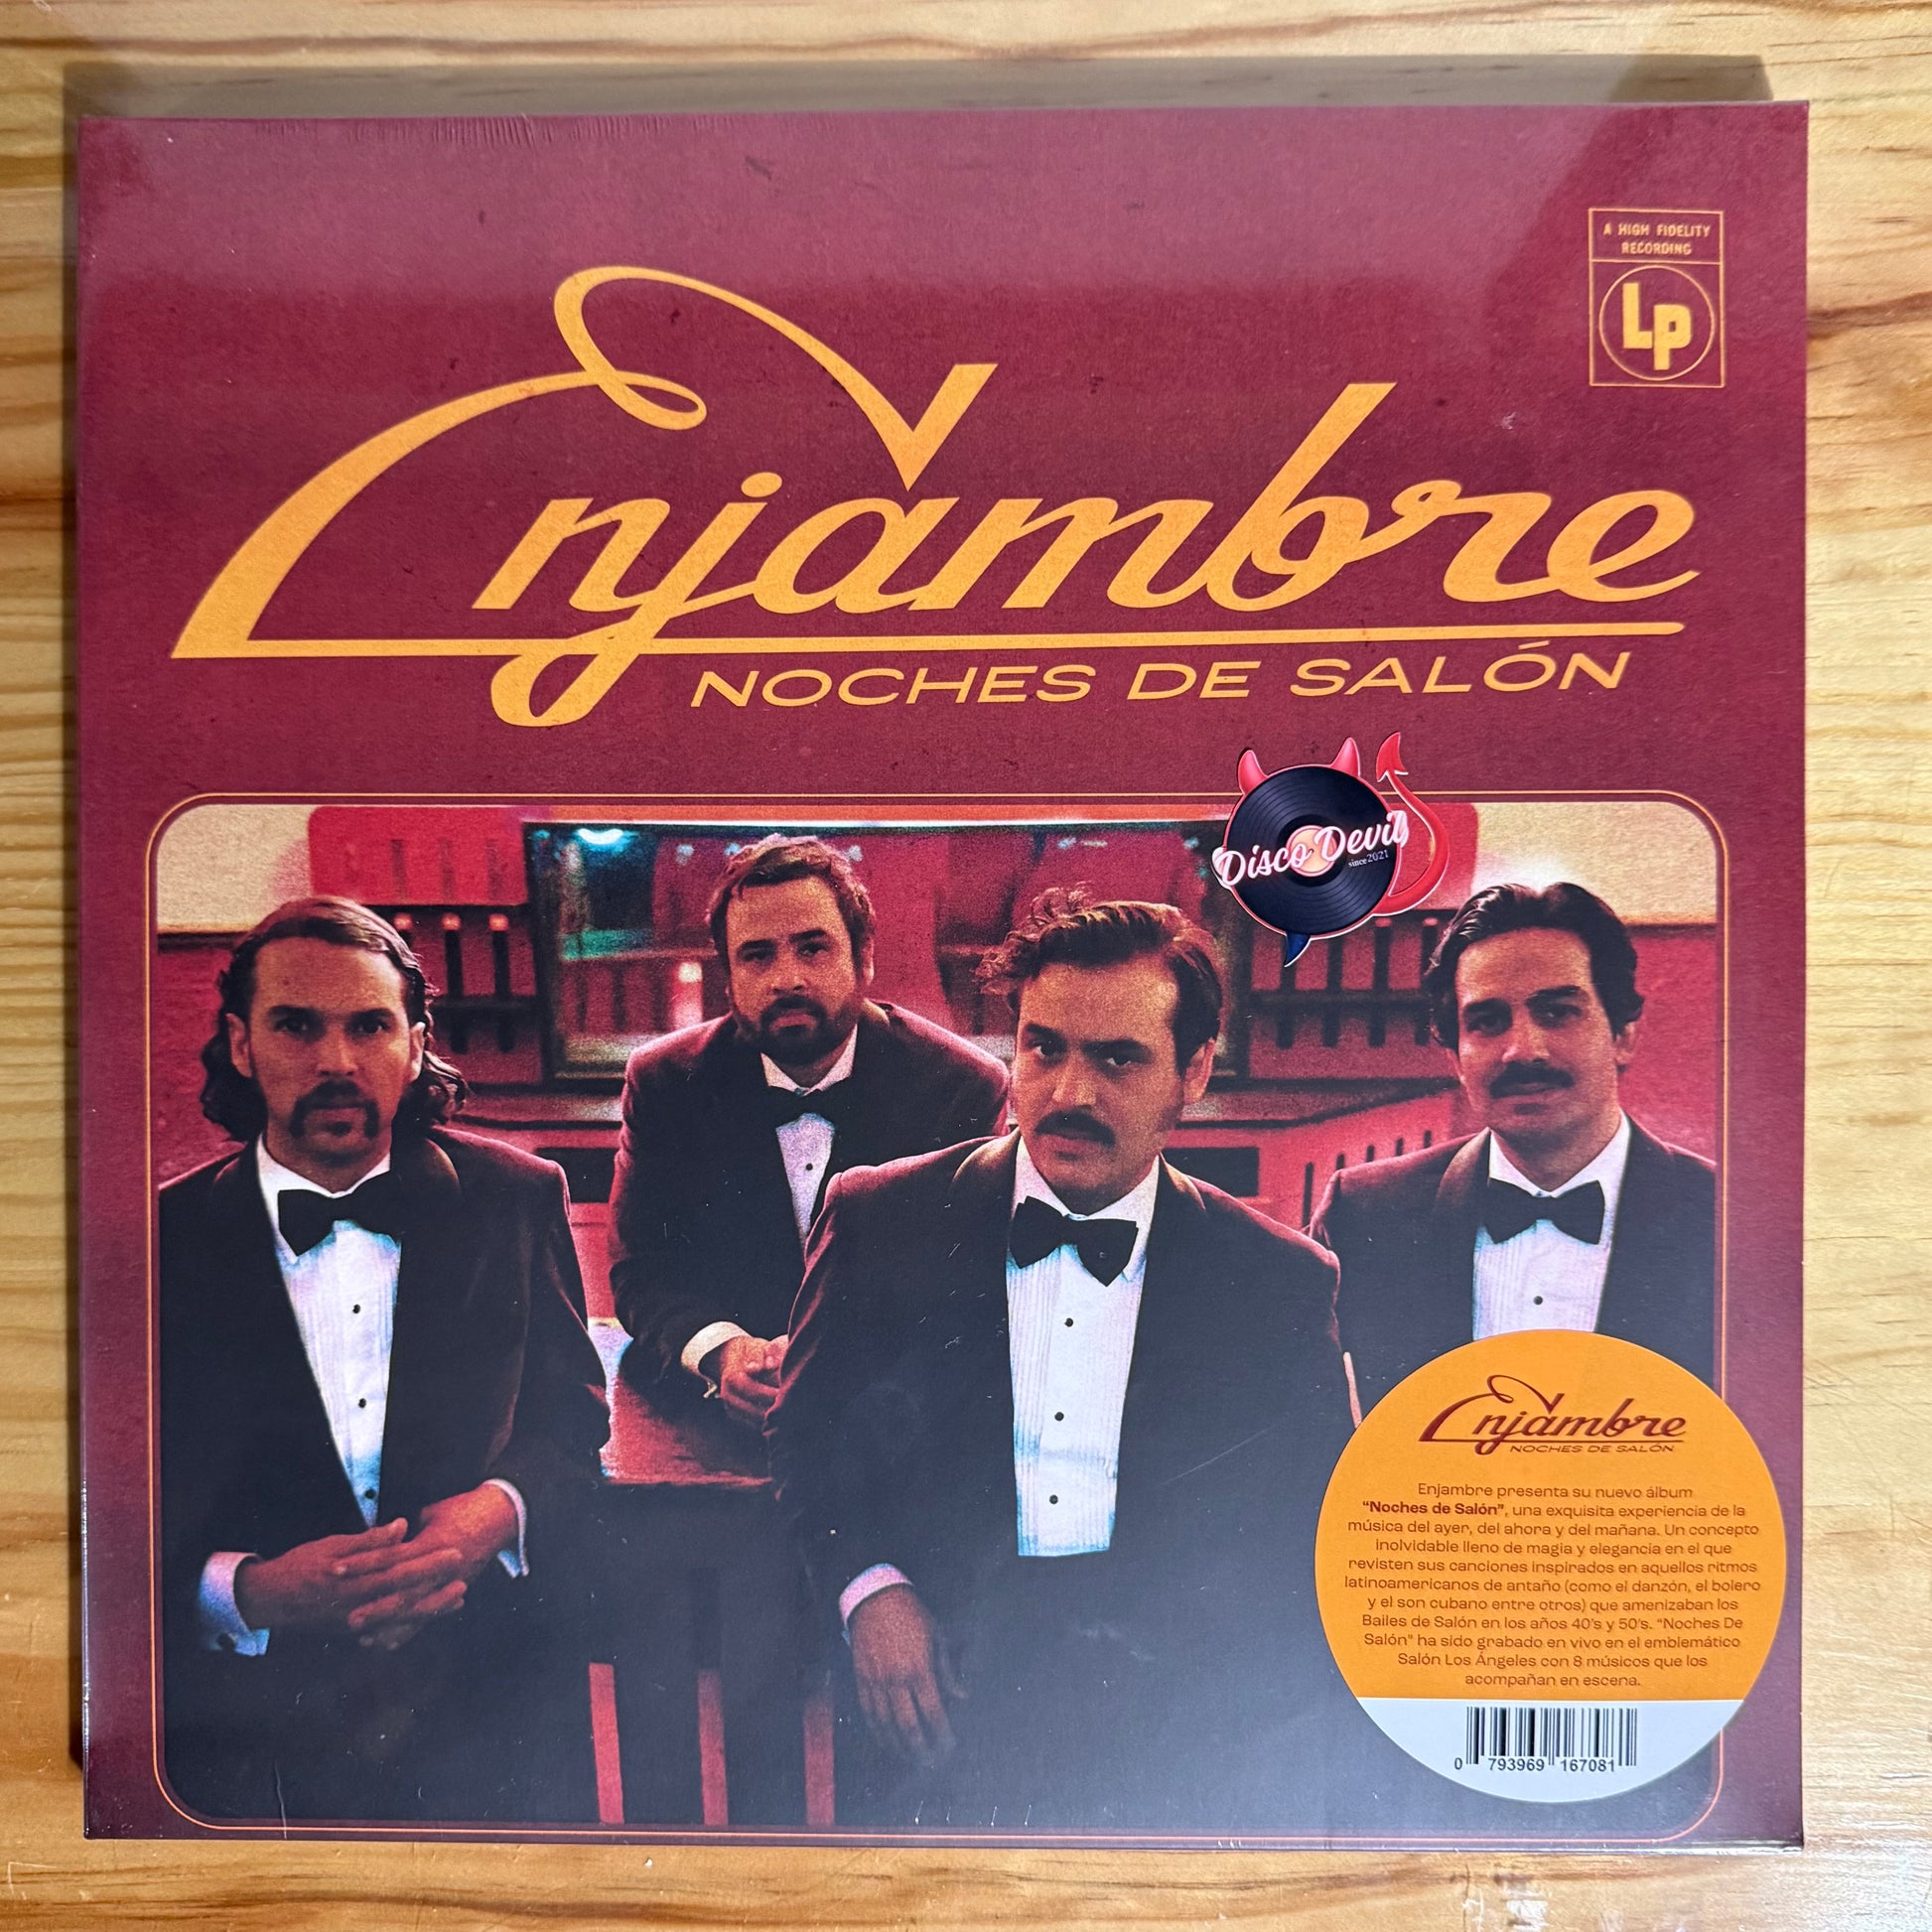 A HIGH FIDELITY
RECORDING
LP
Enjambre
NOCHES DE SALÓN
Disco Devil
since 2021
Enjambre
NOCHES DE SALÓN
Enjambre presenta su nuevo álbum
“Noches de Salón”, una exquisita experiencia de la
música del ayer, del ahora y del mañana. Un concepto
inolvidable lleno de magia y elegancia en el que
revisten sus canciones inspirados en aquellos ritmos
latinoamericanos de antaño (como el danzón, el bolero
y el son cubano entre otros) que amenizaban los
Bailes de Salón en los años 40's y 50's. “Noches De
Salón” ha sido grabado en vivo en el emblemático
Salón Los Ángeles con 8 músicos que los
acompañan en escena.
0 793969 167081